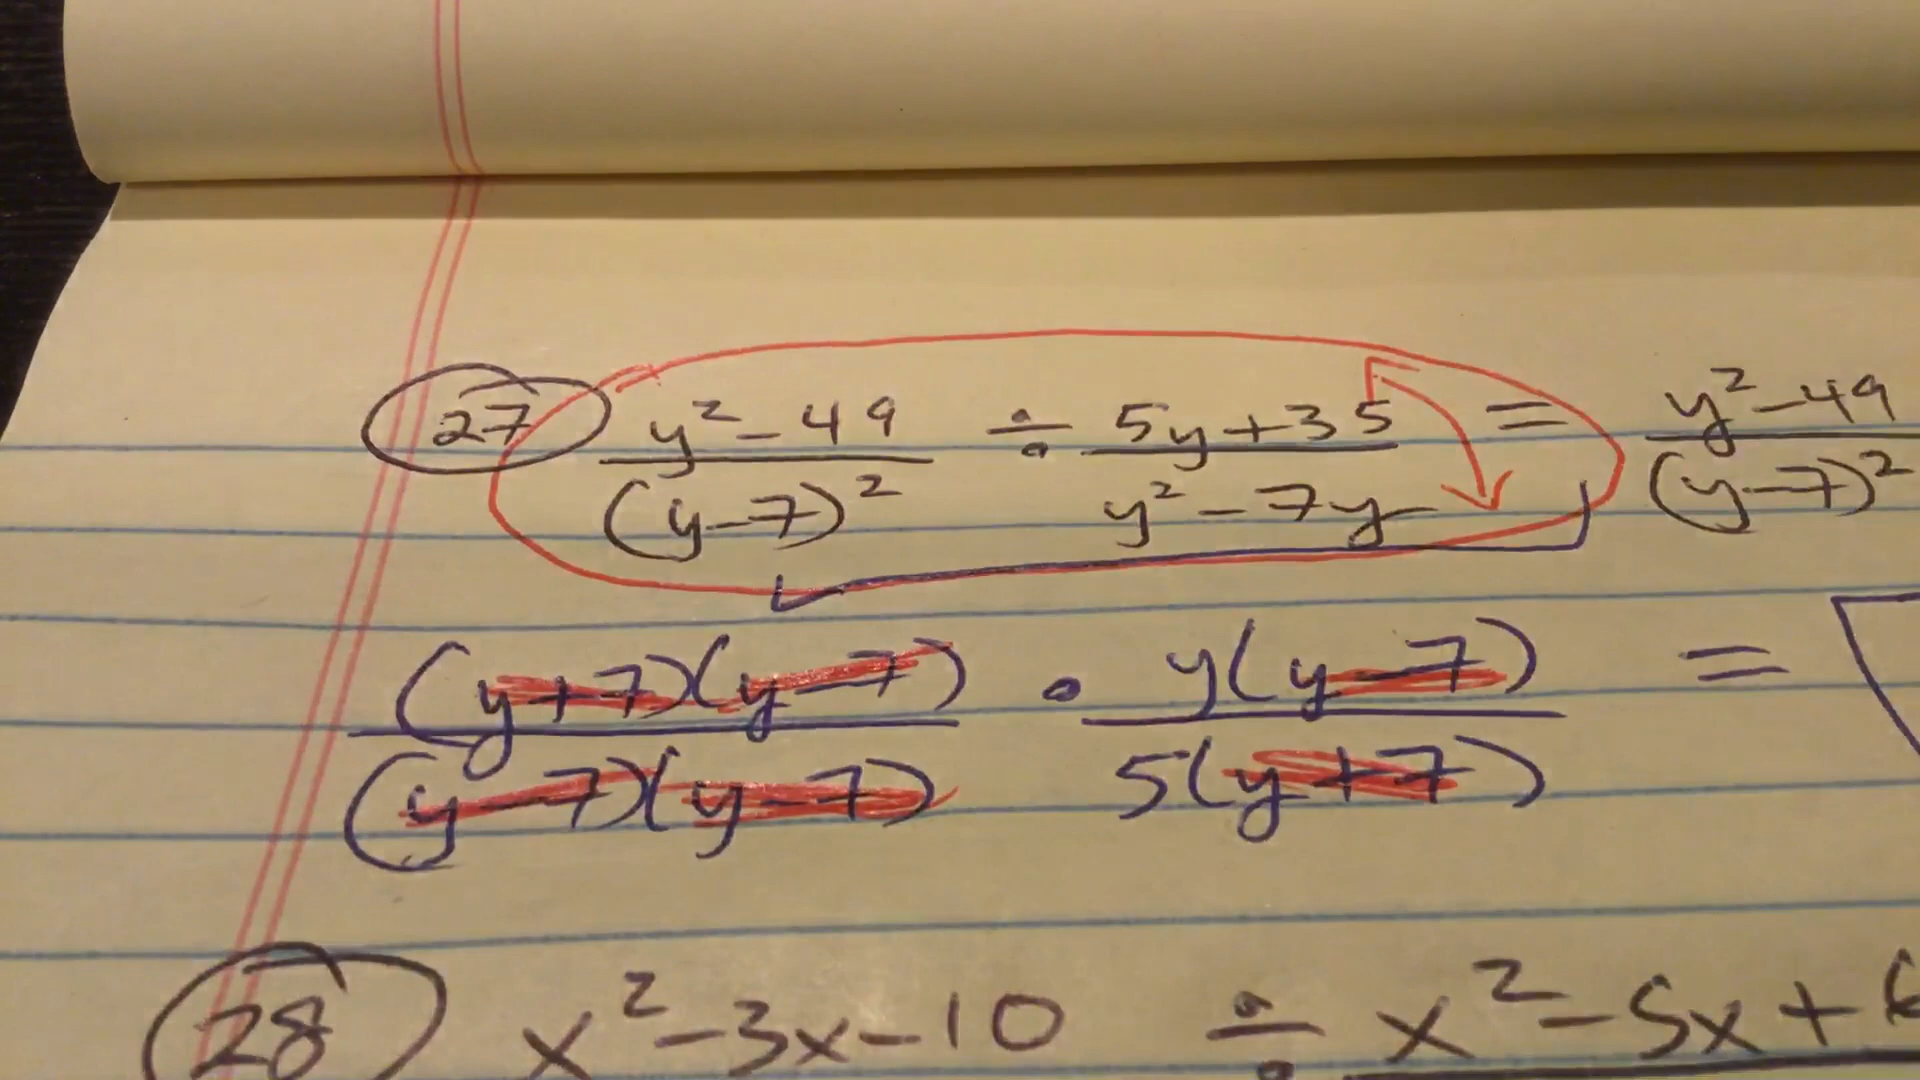 27 y² - 49 / (y - 7)² ÷ 5y + 35 / y² - 7y = y² - 49 / (y - 7)²
(y + 7)(y - 7) / (y - 7)(y - 7) • y(y - 7) / 5(y + 7) =
28 x² - 3x - 10 ÷ x² - 5x + 6